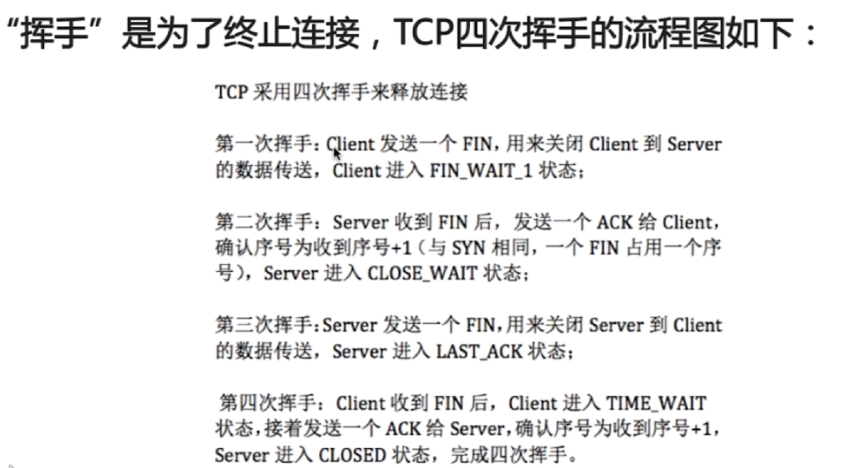 “挥手”是为了终止连接，TCP四次挥手的流程图如下：
TCP 采用四次挥手来释放连接
第一次挥手：Client 发送一个 FIN，用来关闭 Client 到 Server
的数据传送，Client 进入 FIN_WAIT_1 状态；
第二次挥手：Server 收到 FIN 后，发送一个 ACK 给 Client，
确认序号为收到序号+1（与 SYN 相同，一个 FIN 占用一个序
号），Server 进入 CLOSE_WAIT 状态；
第三次挥手：Server 发送一个 FIN，用来关闭 Server 到 Client
的数据传送，Server 进入 LAST_ACK 状态；
第四次挥手：Client 收到 FIN 后，Client 进入 TIME_WAIT
状态，接着发送一个 ACK 给 Server，确认序号为收到序号+1，
Server 进入 CLOSED 状态，完成四次挥手。